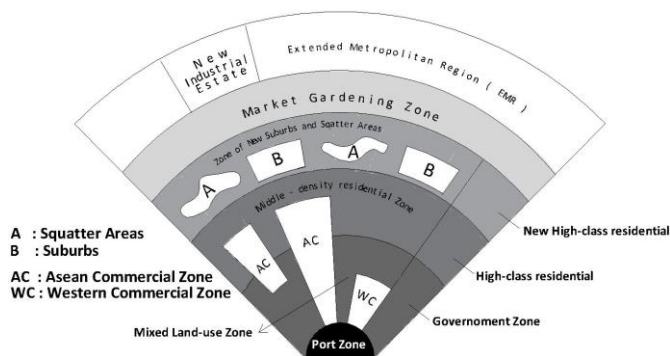 New
Industrial
Estate
Extended Metropolitan Region ( EMR )
Market Gardening Zone
Zone of New Suburbs and Sqatter Areas
A
B
A
B
Middle - density residential Zone
AC
AC
WC
A : Squatter Areas
B : Suburbs
AC : Asean Commercial Zone
WC : Western Commercial Zone
New High-class residential
High-class residential
Governoment Zone
Mixed Land-use Zone
Port Zone